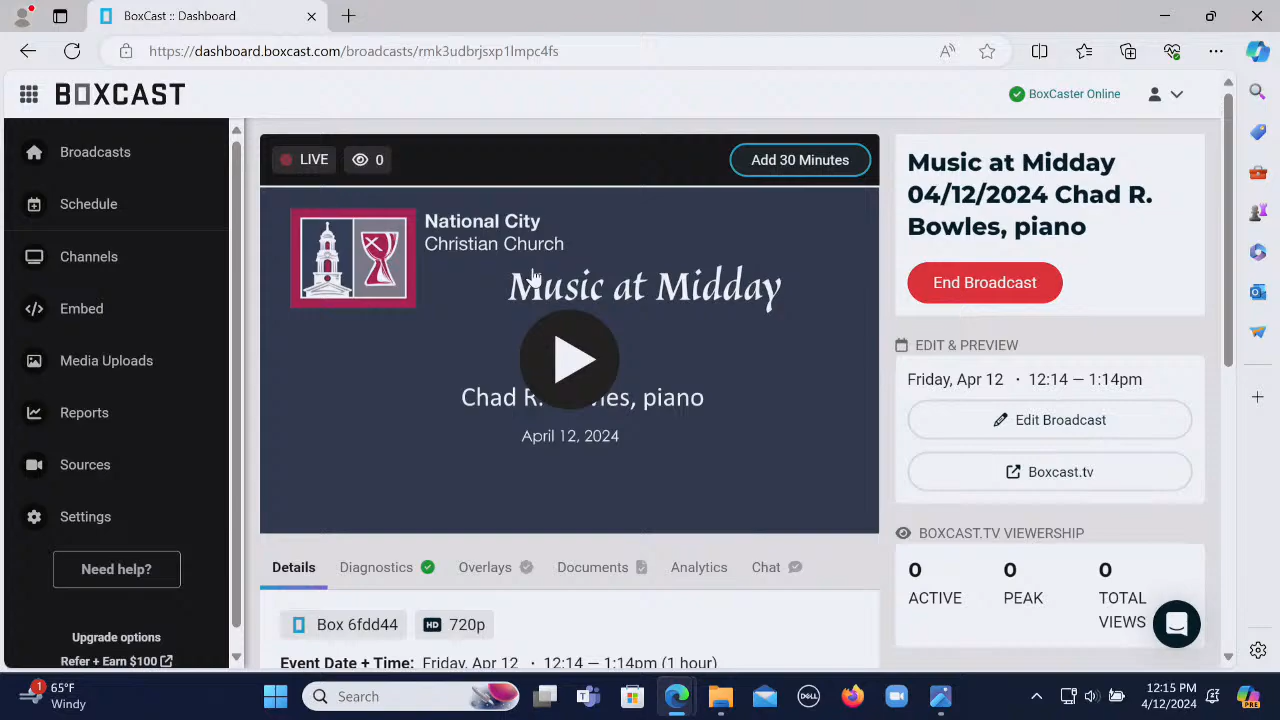 BoxCast :: Dashboard
https://dashboard.boxcast.com/broadcasts/rmk3udbrjsxp1lmpc4fs
BOXCAST
BoxCaster Online
Broadcasts
Schedule
Channels
Embed
Media Uploads
Reports
Sources
Settings
Need help?
Upgrade options
Refer + Earn $100
LIVE
0
Add 30 Minutes
National City
Christian Church
Music at Midday
Chad R. Bowles, piano
April 12, 2024
Details
Diagnostics
Overlays
Documents
Analytics
Chat
Box 6fdd44
HD 720p
Event Date + Time: Friday, Apr 12 · 12:14 — 1:14pm (1 hour)
Music at Midday
04/12/2024 Chad R.
Bowles, piano
End Broadcast
EDIT & PREVIEW
Friday, Apr 12 · 12:14 — 1:14pm
Edit Broadcast
Boxcast.tv
BOXCAST.TV VIEWERSHIP
0 0 0
ACTIVE PEAK TOTAL
VIEWS
1
65°F
Windy
Search
DELL
12:15 PM
4/12/2024
PRE